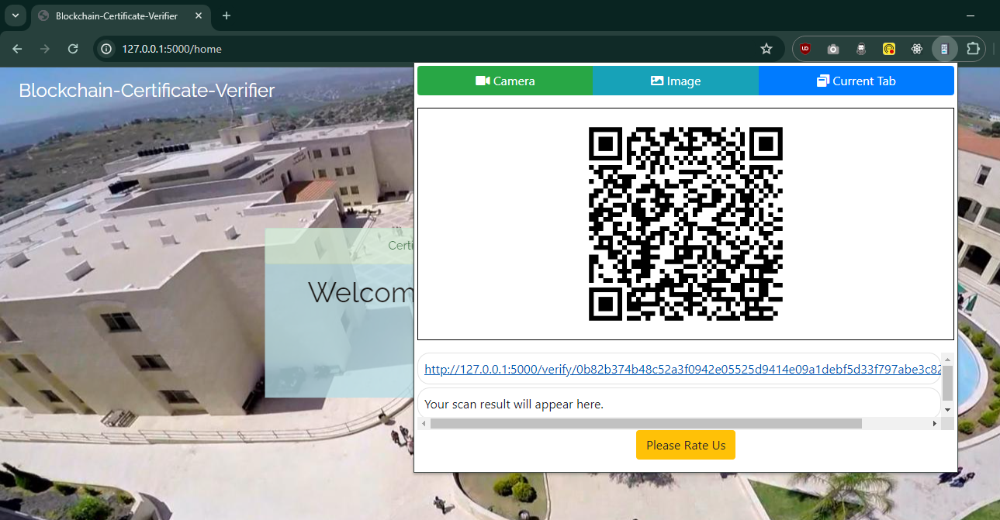 Blockchain-Certificate-Verifier
127.0.0.1:5000/home
Blockchain-Certificate-Verifier
Camera
Image
Current Tab
Certi
Welcom
http://127.0.0.1:5000/verify/0b82b374b48c52a3f0942e05525d9414e09a1debf5d33f797abe3c82
Your scan result will appear here.
Please Rate Us